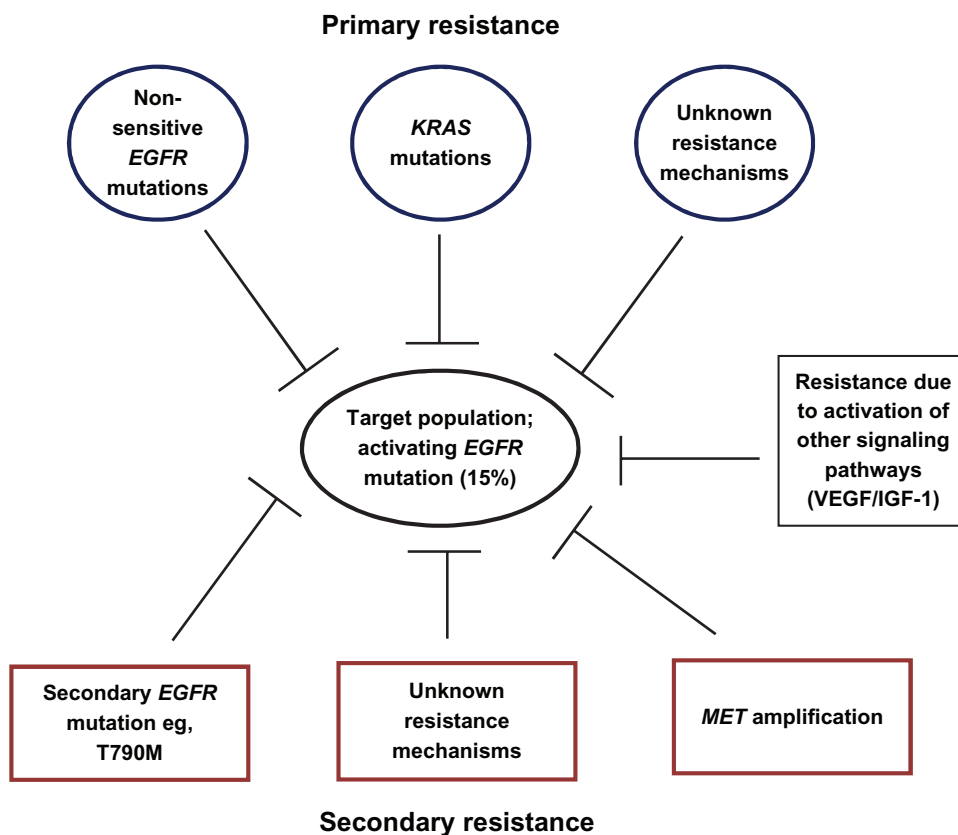 Primary resistance
Non-
sensitive
EGFR
mutations
KRAS
mutations
Unknown
resistance
mechanisms
Target population;
activating EGFR
mutation (15%)
Resistance due
to activation of
other signaling
pathways
(VEGF/IGF-1)
Secondary EGFR
mutation eg,
T790M
Unknown
resistance
mechanisms
MET amplification
Secondary resistance